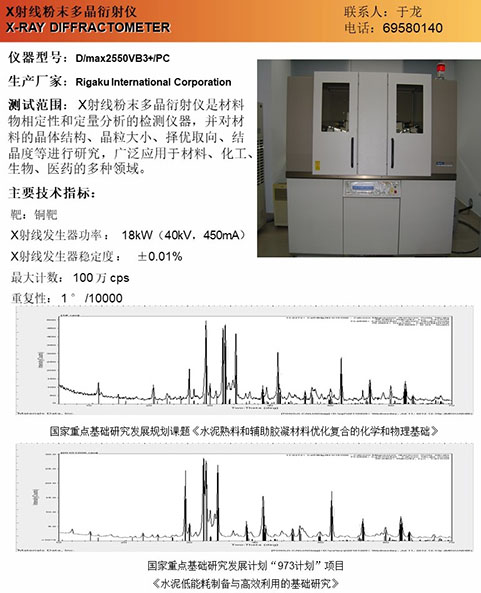 X射线粉末多晶衍射仪
联系人：于龙
X-RAY DIFFRACTOMETER
电话：69580140
仪器型号：D/max2550VB3+/PC
生产厂家：Rigaku International Corporation
测试范围：X射线粉末多晶衍射仪是材料
物相定性和定量分析的检测仪器，并对材
料的晶体结构、晶粒大小、择优取向、结
晶度等进行研究，广泛应用于材料、化工、
生物、医药的多种领域。
主要技术指标：
靶：铜靶
X射线发生器功率： 18kW（40kV．450mA）
X射线发生器稳定度： ±0.01%
最大计数：100万cps
重复性：1° /10000
国家重点基础研究发展规划课题《水泥熟料和辅助胶凝材料优化复合的化学和物理基础》
国家重点基础研究发展计划“973计划”项目
《水泥低能耗制备与高效利用的基础研究》